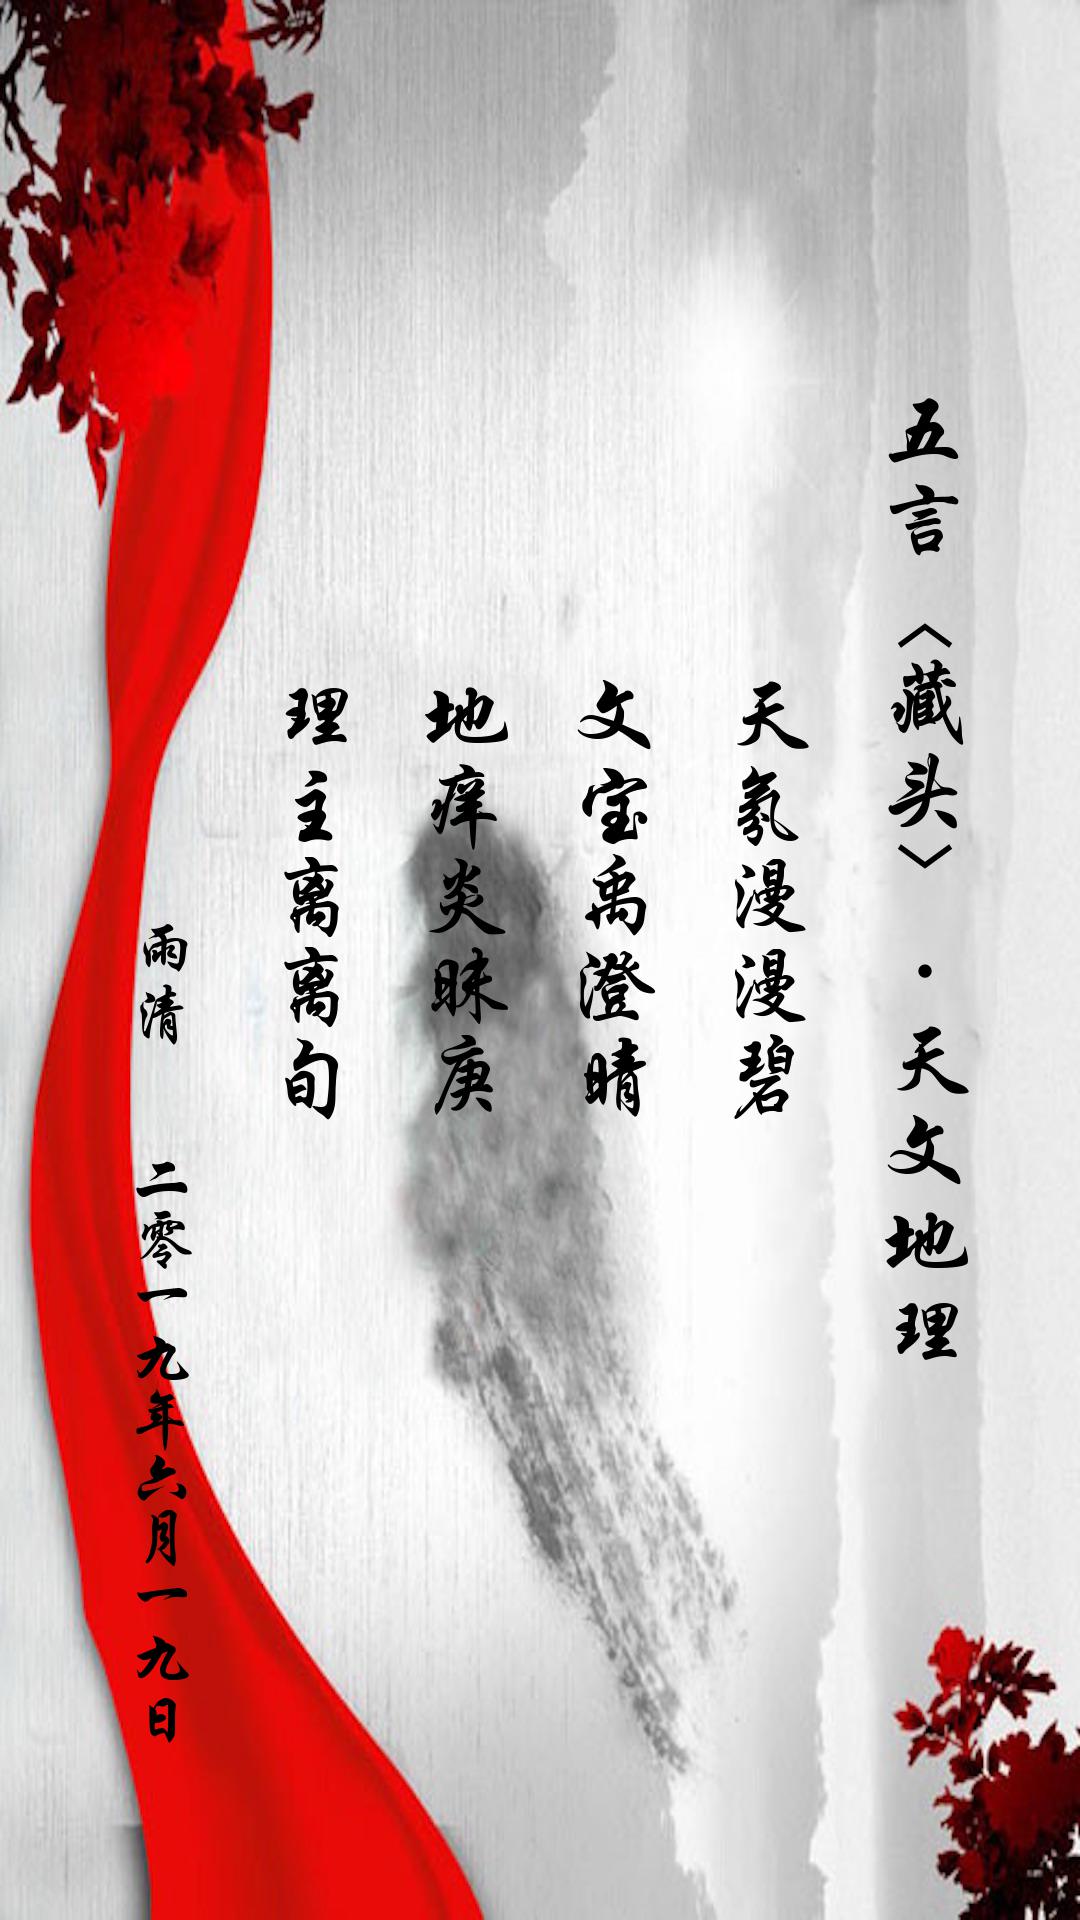 五言〈藏头〉·天文地理
天氛漫漫碧
文宝禹澄晴
地痒炎昧庚
理主离离旬
雨清 二零一九年六月一九日